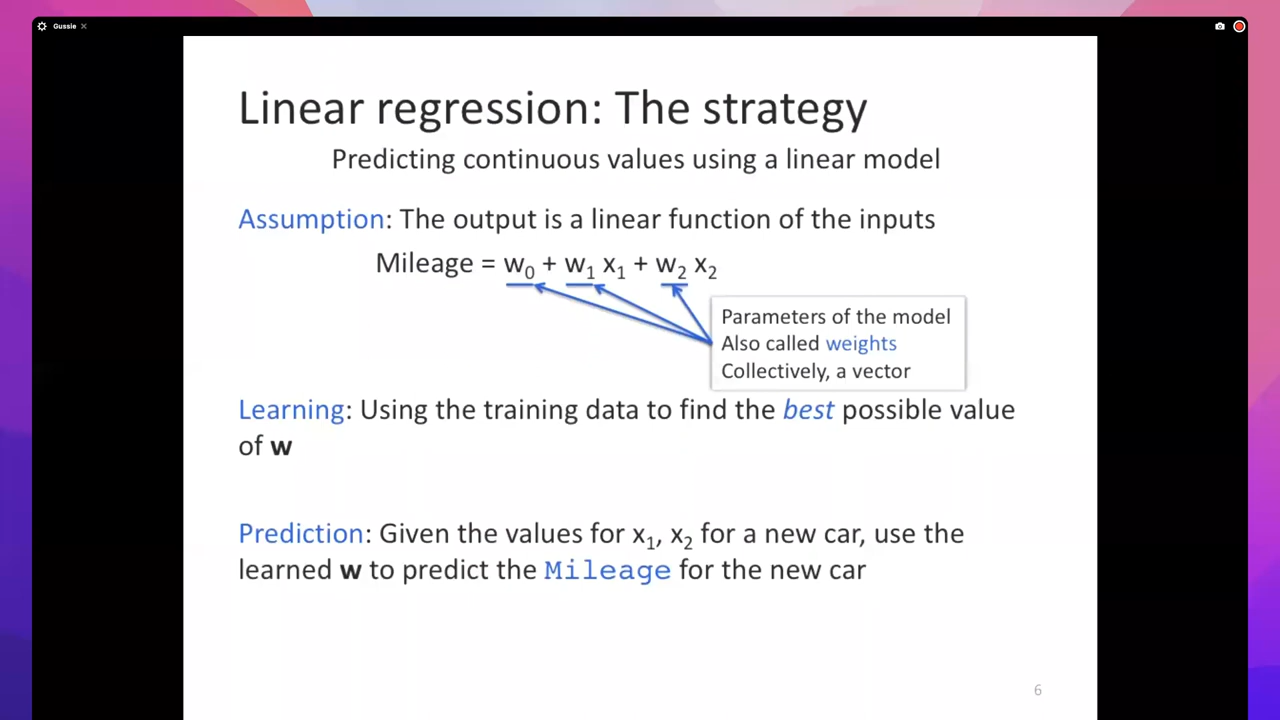 Gussie
Linear regression: The strategy
Predicting continuous values using a linear model
Assumption: The output is a linear function of the inputs
Mileage = w₀ + w₁ x₁ + w₂ x₂
Parameters of the model
Also called weights
Collectively, a vector
Learning: Using the training data to find the best possible value
of w
Prediction: Given the values for x₁, x₂ for a new car, use the
learned w to predict the Mileage for the new car
6